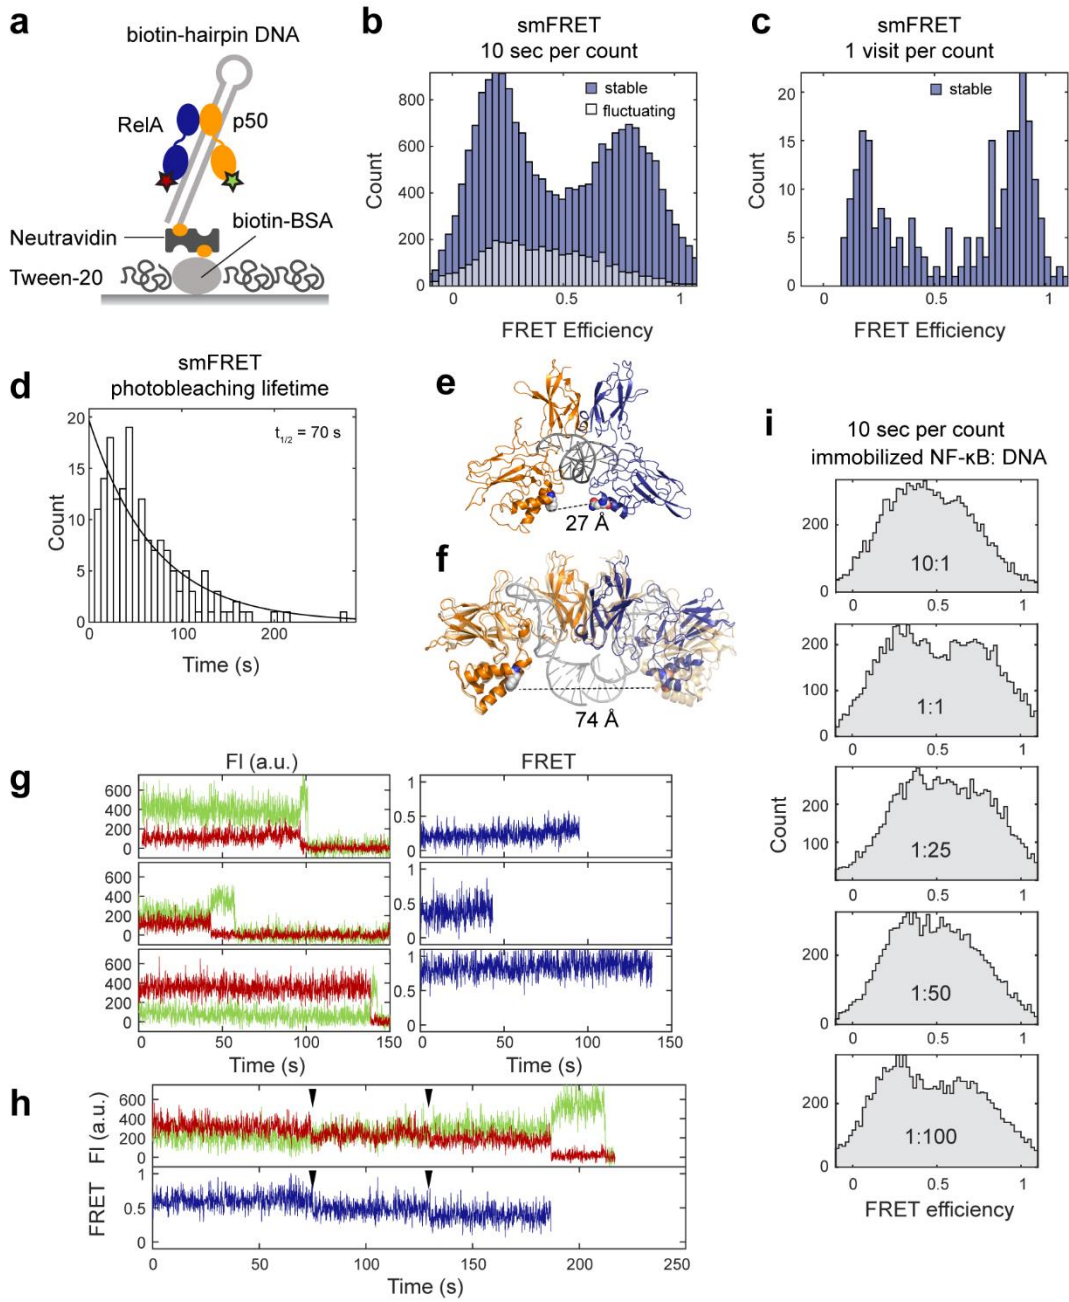 a
biotin-hairpin DNA
RelA
p50
biotin-BSA
Neutravidin
Tween-20
b
smFRET
10 sec per count
stable
fluctuating
800
600
400
200
0
Count
0
0.5
1
FRET Efficiency
c
smFRET
1 visit per count
stable
20
15
10
5
0
Count
0
0.5
1
FRET Efficiency
d
smFRET
photobleaching lifetime
t1/2 = 70 s
20
15
10
5
0
Count
0
100
200
Time (s)
e
27 Å
f
74 Å
g
FI (a.u.)
FRET
600
400
200
0
1
0.5
0
600
400
200
0
1
0.5
0
600
400
200
0
1
0.5
0
0
50
100
150
0
50
100
150
Time (s)
Time (s)
h
FI (a.u.)
600
400
200
0
FRET
1
0.5
0
0
50
100
150
200
250
Time (s)
i
10 sec per count
immobilized NF-κB: DNA
200
0
10:1
0
0.5
1
200
100
0
1:1
0
0.5
1
200
100
1:25
0
0.5
1
Count
200
0
1:50
0
0.5
1
200
0
1:100
0
0.5
1
FRET efficiency